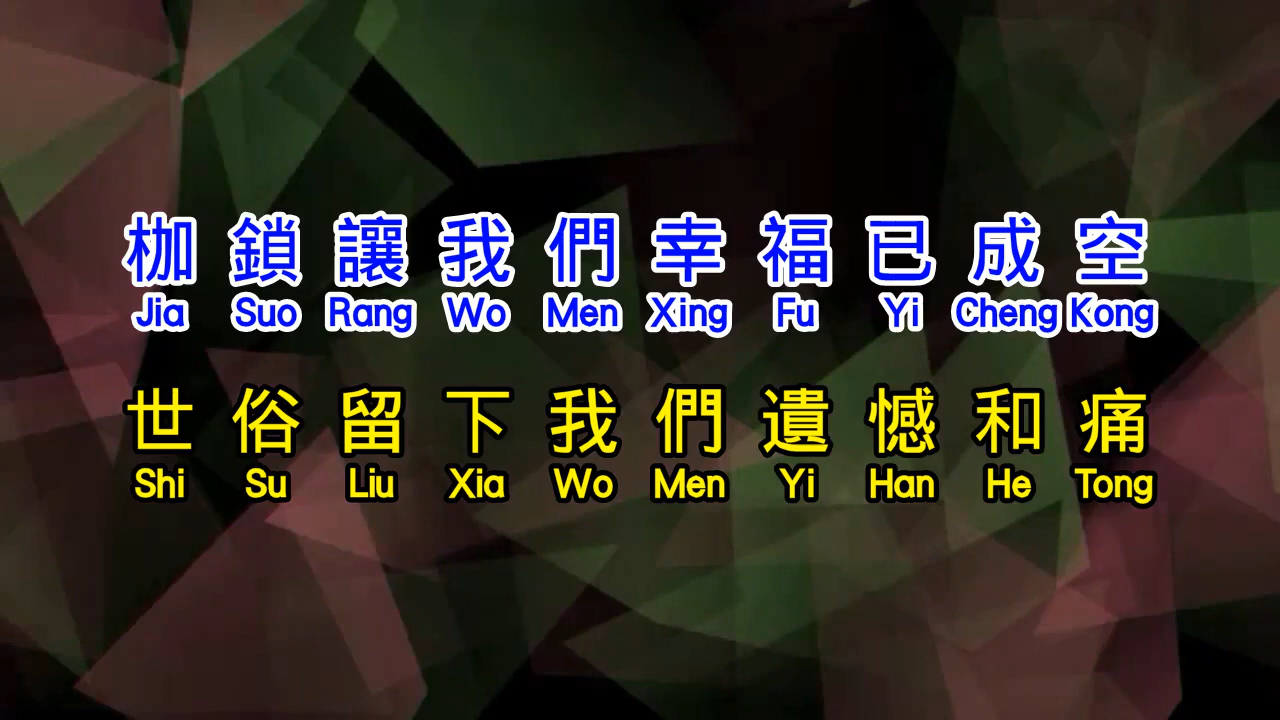 枷 鎖 讓 我 們 幸 福 已 成 空
Jia Suo Rang Wo Men Xing Fu Yi Cheng Kong
世 俗 留 下 我 們 遺 憾 和 痛
Shi Su Liu Xia Wo Men Yi Han He Tong